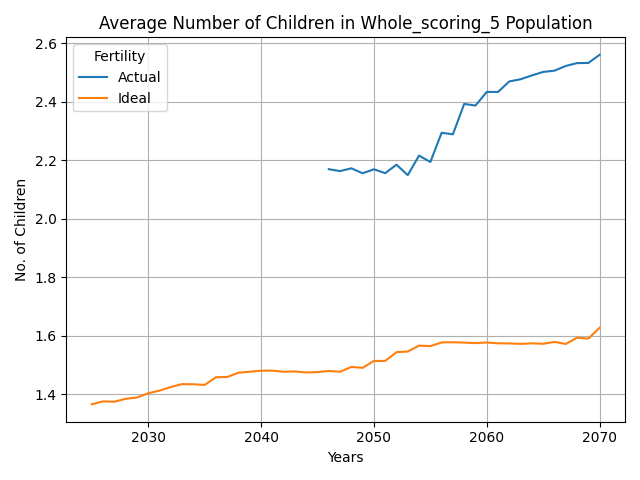 Average Number of Children in Whole_scoring_5 Population
Fertility
Actual
Ideal
No. of Children
2.6
2.4
2.2
2.0
1.8
1.6
1.4
2030
2040
2050
2060
2070
Years